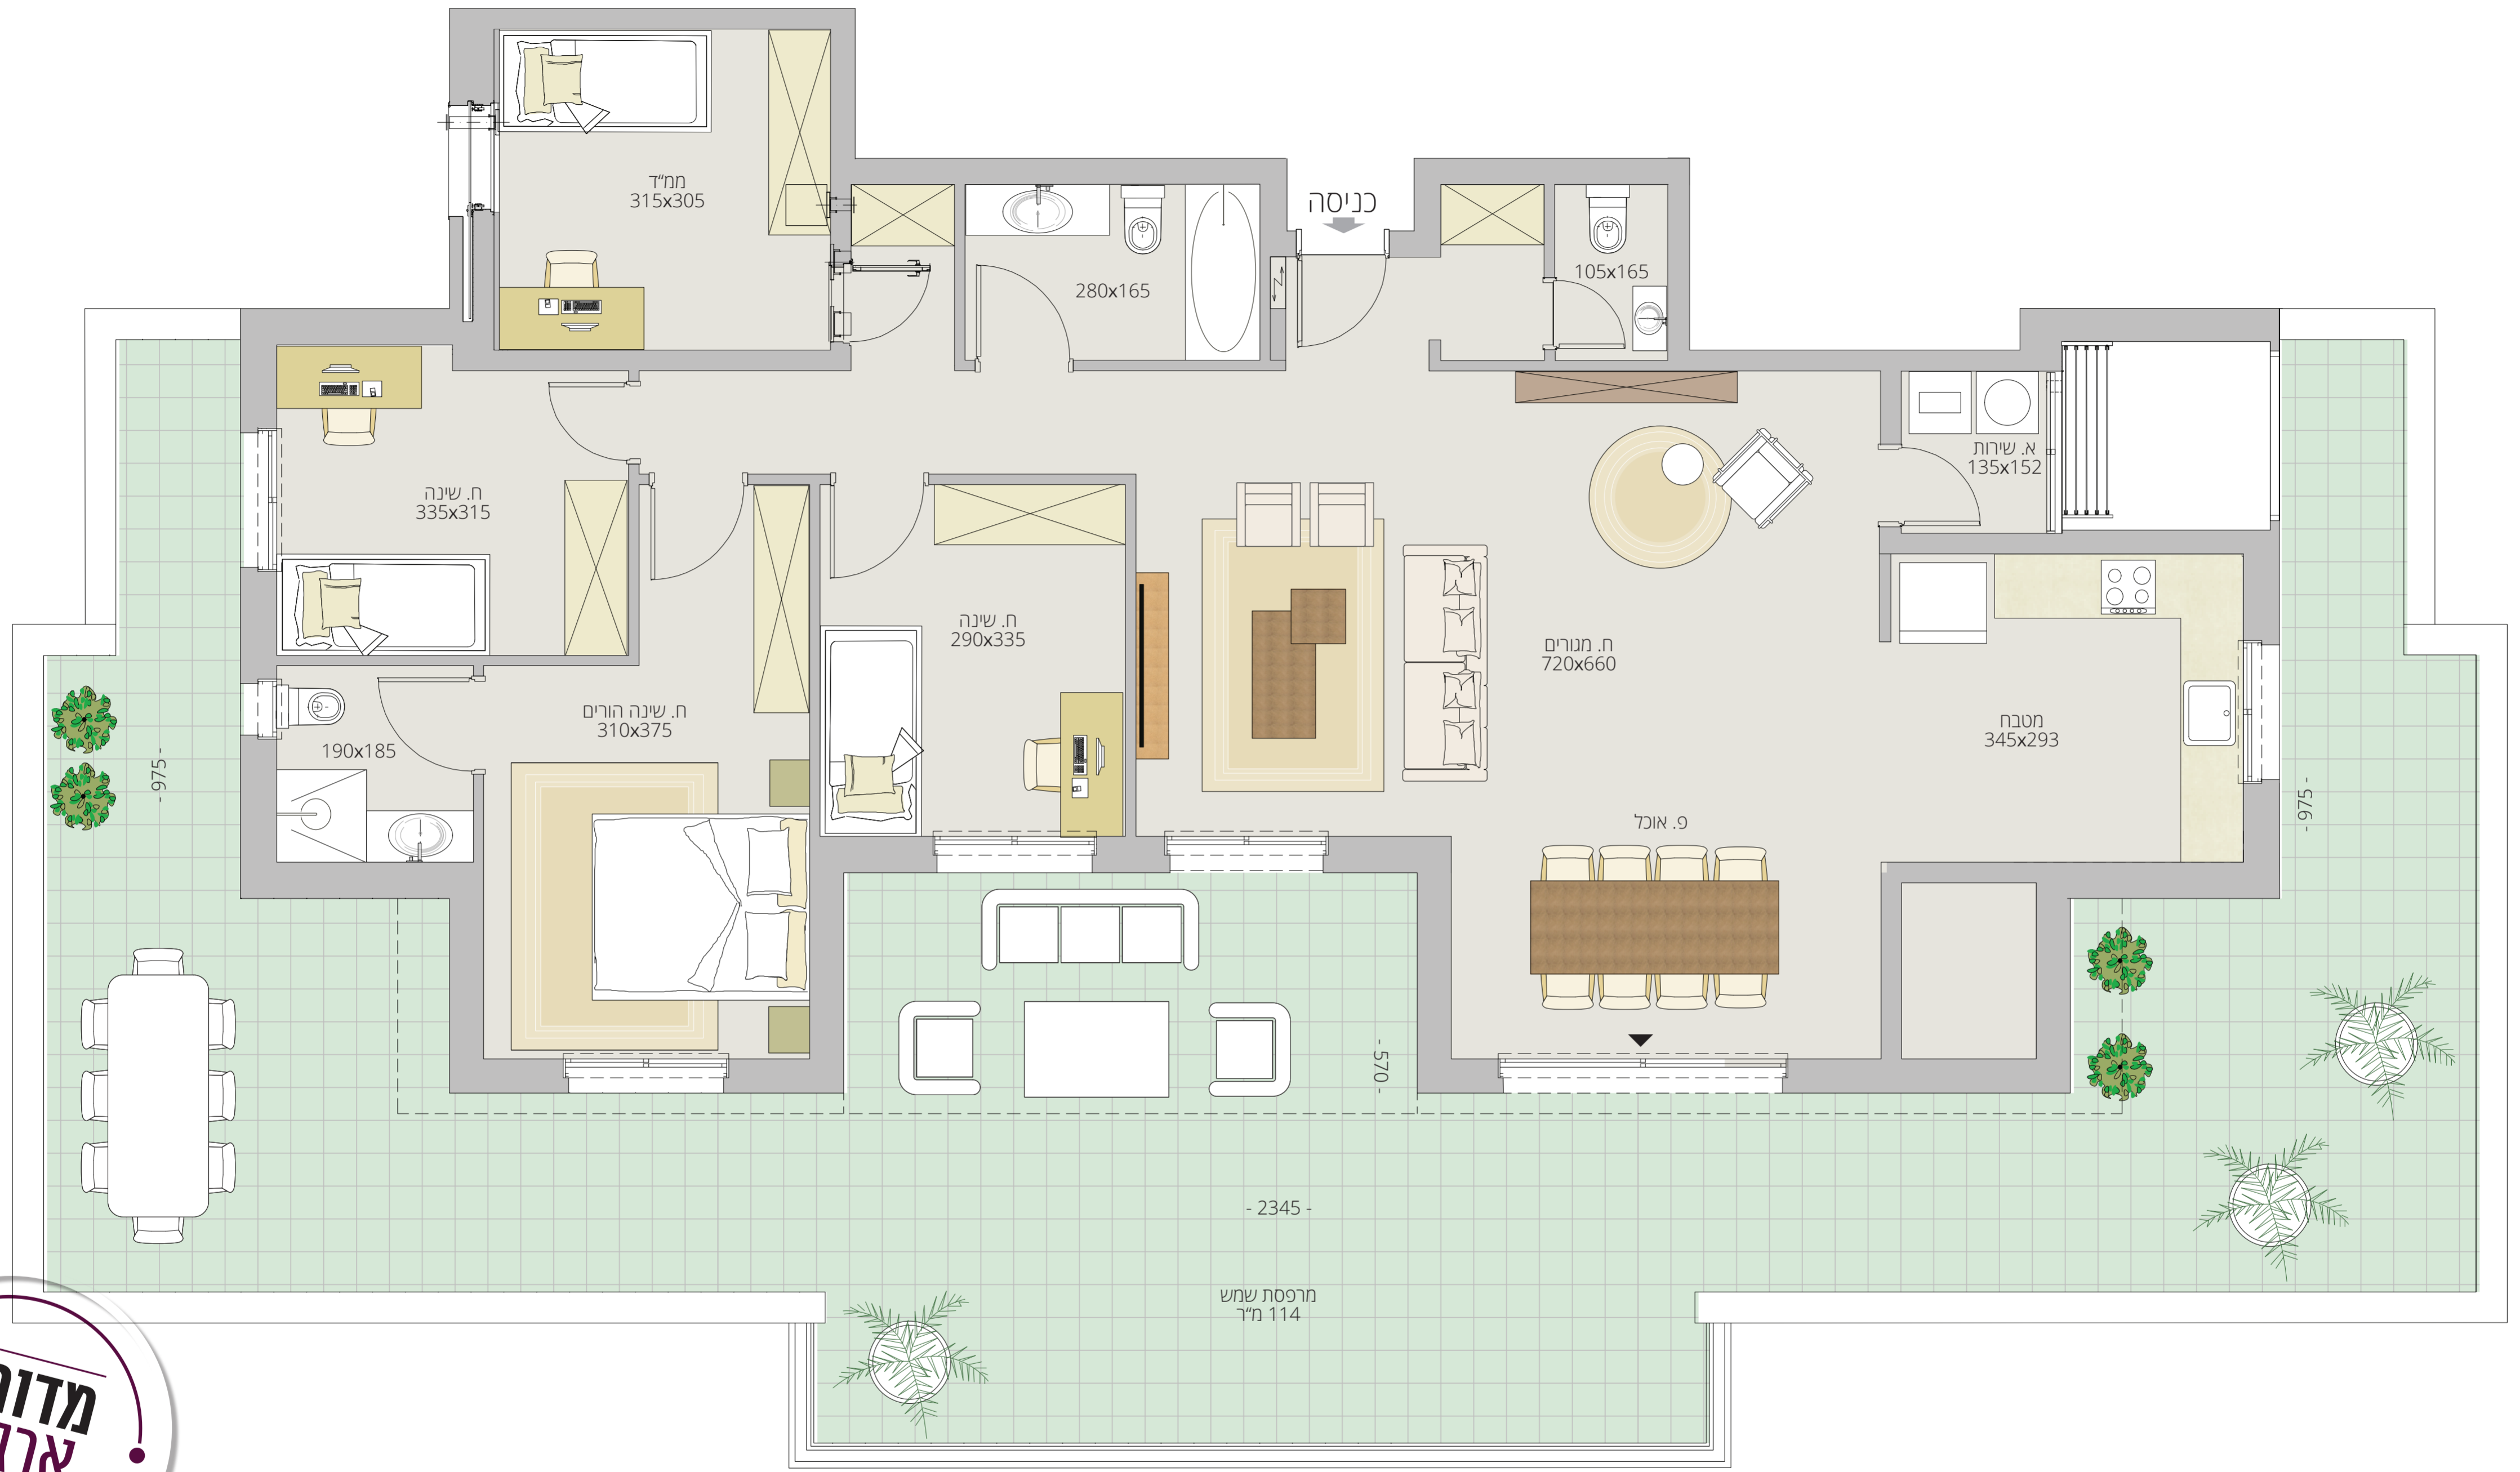 כניסה
ממ"ד
315x305
280x165
105x165
א. שירות
135x152
ח. שינה
335x315
ח. שינה
290x335
ח. מגורים
720x660
ח. שינה הורים
310x375
מטבח
345x293
190x185
- 975 -
- 975 -
פ. אוכל
- 570 -
- 2345 -
מרפסת שמש
114 מ"ר